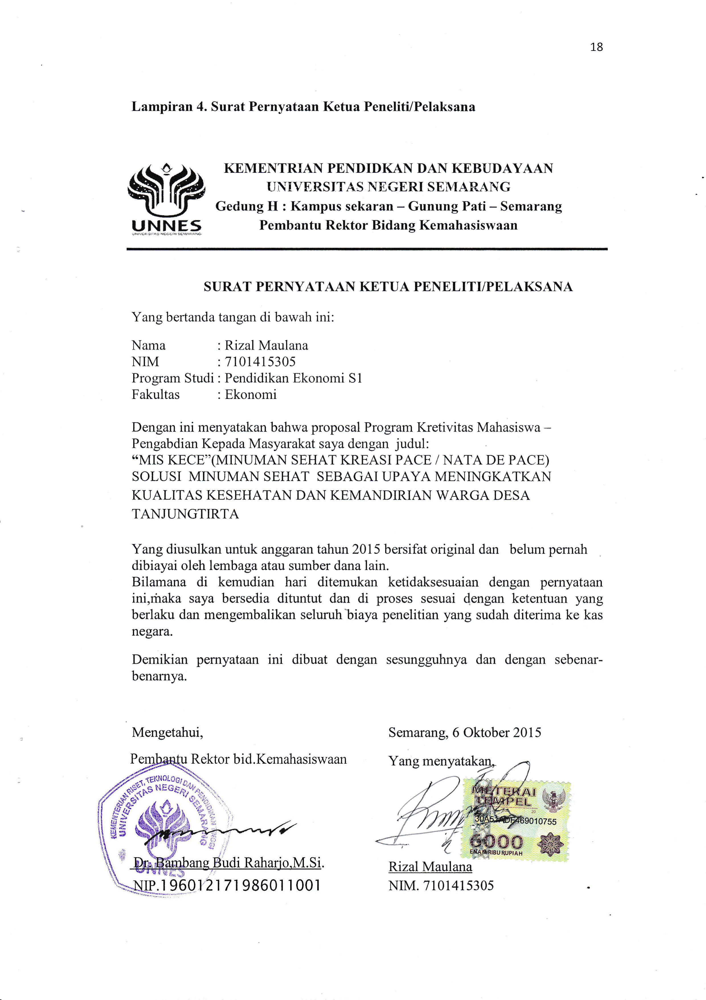 18
Lampiran 4. Surat Pernyataan Ketua Peneliti/Pelaksana
KEMENTRIAN PENDIDKAN DAN KEBUDAYAAN
UNIVERSITAS NEGERI SEMARANG
Gedung H : Kampus sekaran – Gunung Pati – Semarang
Pembantu Rektor Bidang Kemahasiswaan
UNNES
UNIVERSITAS NEGERI SEMARANG
SURAT PERNYATAAN KETUA PENELITI/PELAKSANA
Yang bertanda tangan di bawah ini:
Nama : Rizal Maulana
NIM : 7101415305
Program Studi : Pendidikan Ekonomi S1
Fakultas : Ekonomi
Dengan ini menyatakan bahwa proposal Program Kretivitas Mahasiswa –
Pengabdian Kepada Masyarakat saya dengan judul:
“MIS KECE”(MINUMAN SEHAT KREASI PACE / NATA DE PACE)
SOLUSI MINUMAN SEHAT SEBAGAI UPAYA MENINGKATKAN
KUALITAS KESEHATAN DAN KEMANDIRIAN WARGA DESA
TANJUNGTIRTA
Yang diusulkan untuk anggaran tahun 2015 bersifat original dan belum pernah
dibiayai oleh lembaga atau sumber dana lain.
Bilamana di kemudian hari ditemukan ketidaksesuaian dengan pernyataan
ini,maka saya bersedia dituntut dan di proses sesuai dengan ketentuan yang
berlaku dan mengembalikan seluruh biaya penelitian yang sudah diterima ke kas
negara.
Demikian pernyataan ini dibuat dengan sesungguhnya dan dengan sebenar-
benarnya.
Mengetahui,
Pembantu Rektor bid.Kemahasiswaan
KEMENTERIAN RISET, TEKNOLOGI DAN PENDIDIKAN TINGGI
UNIVERSITAS NEGERI SEMARANG
UNNES
Dr. Bambang Budi Raharjo,M.Si.
NIP.196012171986011001
Semarang, 6 Oktober 2015
Yang menyatakan,
METERAI
TEMPEL
20
69010755
6000
ENAM RIBU RUPIAH
Rizal Maulana
NIM. 7101415305